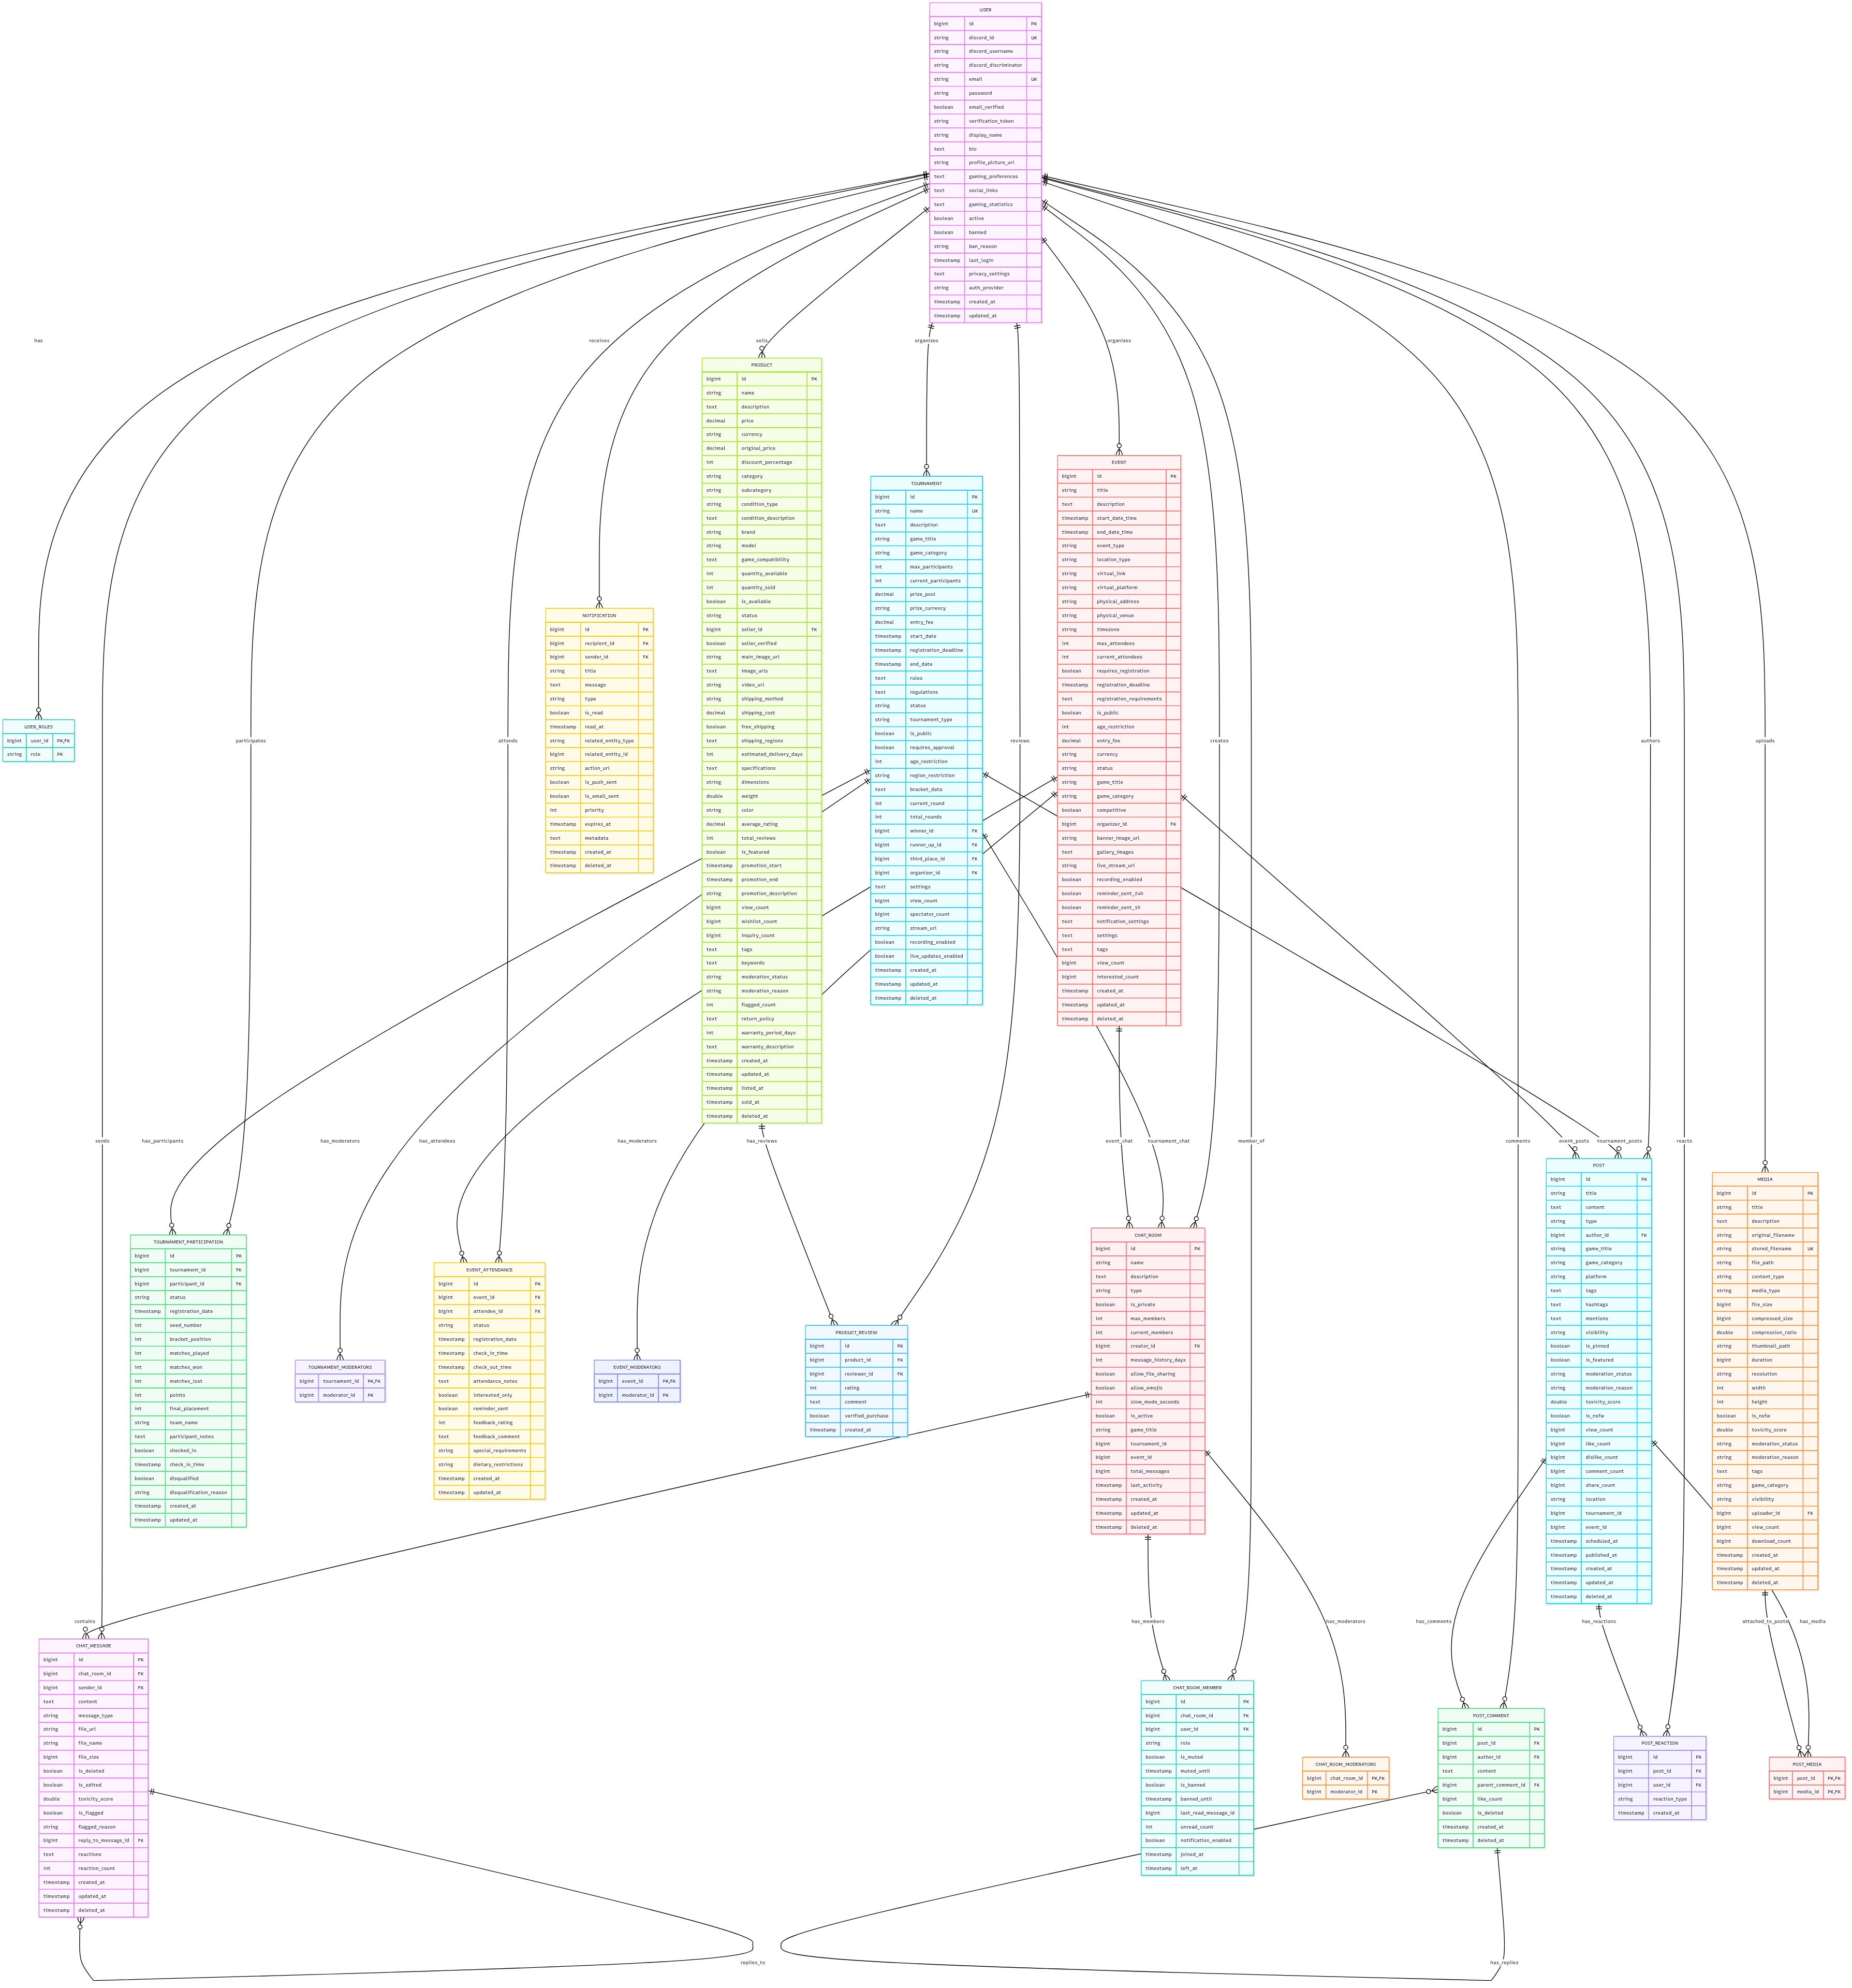 USER
bigint id PK
string discord_id UK
string discord_username
string discord_discriminator
string email UK
string password
boolean email_verified
string verification_token
string display_name
text bio
string profile_picture_url
text gaming_preferences
text social_links
text gaming_statistics
boolean active
boolean banned
string ban_reason
timestamp last_login
text privacy_settings
string auth_provider
timestamp created_at
timestamp updated_at
has
receives
sells
organizes
organizes
PRODUCT
bigint id PK
string name
text description
decimal price
string currency
decimal original_price
int discount_percentage
string category
string subcategory
string condition_type
text condition_description
string brand
string model
text game_compatibility
int quantity_available
int quantity_sold
boolean is_available
string status
bigint seller_id FK
boolean seller_verified
string main_image_url
text image_urls
string video_url
string shipping_method
decimal shipping_cost
boolean free_shipping
text shipping_regions
int estimated_delivery_days
text specifications
string dimensions
double weight
string color
decimal average_rating
int total_reviews
boolean is_featured
timestamp promotion_start
timestamp promotion_end
string promotion_description
bigint view_count
bigint wishlist_count
bigint inquiry_count
text tags
text keywords
string moderation_status
string moderation_reason
int flagged_count
text return_policy
int warranty_period_days
text warranty_description
timestamp created_at
timestamp updated_at
timestamp listed_at
timestamp sold_at
timestamp deleted_at
TOURNAMENT
bigint id PK
string name UK
text description
string game_title
string game_category
int max_participants
int current_participants
decimal prize_pool
string prize_currency
decimal entry_fee
timestamp start_date
timestamp registration_deadline
timestamp end_date
text rules
text regulations
string status
string tournament_type
boolean is_public
boolean requires_approval
int age_restriction
string region_restriction
text bracket_data
int current_round
int total_rounds
bigint winner_id FK
bigint runner_up_id FK
bigint third_place_id FK
bigint organizer_id FK
text settings
bigint view_count
bigint spectator_count
string stream_url
boolean recording_enabled
boolean live_updates_enabled
timestamp created_at
timestamp updated_at
timestamp deleted_at
EVENT
bigint id PK
string title
text description
timestamp start_date_time
timestamp end_date_time
string event_type
string location_type
string virtual_link
string virtual_platform
string physical_address
string physical_venue
string timezone
int max_attendees
int current_attendees
boolean requires_registration
timestamp registration_deadline
text registration_requirements
boolean is_public
int age_restriction
decimal entry_fee
string currency
string status
string game_title
string game_category
boolean competitive
bigint organizer_id FK
string banner_image_url
text gallery_images
string live_stream_url
boolean recording_enabled
boolean reminder_sent_24h
boolean reminder_sent_1h
text notification_settings
text settings
text tags
bigint view_count
bigint interested_count
timestamp created_at
timestamp updated_at
timestamp deleted_at
NOTIFICATION
bigint id PK
bigint recipient_id FK
bigint sender_id FK
string title
text message
string type
boolean is_read
timestamp read_at
string related_entity_type
bigint related_entity_id
string action_url
boolean is_push_sent
boolean is_email_sent
int priority
timestamp expires_at
text metadata
timestamp created_at
timestamp deleted_at
USER_ROLES
bigint user_id PK,FK
string role PK
participates
attends
reviews
creates
authors
uploads
sends
has_participants
has_moderators
has_attendees
has_moderators
has_reviews
event_chat
tournament_chat
member_of
comments
event_posts
tournament_posts
reacts
POST
bigint id PK
string title
text content
string type
bigint author_id FK
string game_title
string game_category
string platform
text tags
text hashtags
text mentions
string visibility
boolean is_pinned
boolean is_featured
string moderation_status
string moderation_reason
double toxicity_score
boolean is_nsfw
bigint view_count
bigint like_count
bigint dislike_count
bigint comment_count
bigint share_count
string location
bigint tournament_id
bigint event_id
timestamp scheduled_at
timestamp published_at
timestamp created_at
timestamp updated_at
timestamp deleted_at
MEDIA
bigint id PK
string title
text description
string original_filename
string stored_filename UK
string file_path
string content_type
string media_type
bigint file_size
bigint compressed_size
double compression_ratio
string thumbnail_path
bigint duration
string resolution
int width
int height
boolean is_nsfw
double toxicity_score
string moderation_status
string moderation_reason
text tags
string game_category
string visibility
bigint uploader_id FK
bigint view_count
bigint download_count
timestamp created_at
timestamp updated_at
timestamp deleted_at
TOURNAMENT_PARTICIPATION
bigint id PK
bigint tournament_id FK
bigint participant_id FK
string status
timestamp registration_date
int seed_number
int bracket_position
int matches_played
int matches_won
int matches_lost
int points
int final_placement
string team_name
text participant_notes
boolean checked_in
timestamp check_in_time
boolean disqualified
string disqualification_reason
timestamp created_at
timestamp updated_at
TOURNAMENT_MODERATORS
bigint tournament_id PK,FK
bigint moderator_id PK
EVENT_ATTENDANCE
bigint id PK
bigint event_id FK
bigint attendee_id FK
string status
timestamp registration_date
timestamp check_in_time
timestamp check_out_time
text attendance_notes
boolean interested_only
boolean reminder_sent
int feedback_rating
text feedback_comment
string special_requirements
string dietary_restrictions
timestamp created_at
timestamp updated_at
EVENT_MODERATORS
bigint event_id PK,FK
bigint moderator_id PK
PRODUCT_REVIEW
bigint id PK
bigint product_id FK
bigint reviewer_id FK
int rating
text comment
boolean verified_purchase
timestamp created_at
CHAT_ROOM
bigint id PK
string name
text description
string type
boolean is_private
int max_members
int current_members
bigint creator_id FK
int message_history_days
boolean allow_file_sharing
boolean allow_emojis
int slow_mode_seconds
boolean is_active
string game_title
bigint tournament_id
bigint event_id
bigint total_messages
timestamp last_activity
timestamp created_at
timestamp updated_at
timestamp deleted_at
contains
has_members
has_moderators
has_comments
has_reactions
attached_to_posts
has_media
CHAT_MESSAGE
bigint id PK
bigint chat_room_id FK
bigint sender_id FK
text content
string message_type
string file_url
string file_name
bigint file_size
boolean is_deleted
boolean is_edited
double toxicity_score
boolean is_flagged
string flagged_reason
bigint reply_to_message_id FK
text reactions
int reaction_count
timestamp created_at
timestamp updated_at
timestamp deleted_at
CHAT_ROOM_MEMBER
bigint id PK
bigint chat_room_id FK
bigint user_id FK
string role
boolean is_muted
timestamp muted_until
boolean is_banned
timestamp banned_until
bigint last_read_message_id
int unread_count
boolean notification_enabled
timestamp joined_at
timestamp left_at
CHAT_ROOM_MODERATORS
bigint chat_room_id PK,FK
bigint moderator_id PK
POST_COMMENT
bigint id PK
bigint post_id FK
bigint author_id FK
text content
bigint parent_comment_id FK
bigint like_count
boolean is_deleted
timestamp created_at
timestamp deleted_at
POST_REACTION
bigint id PK
bigint post_id FK
bigint user_id FK
string reaction_type
timestamp created_at
POST_MEDIA
bigint post_id PK,FK
bigint media_id PK,FK
replies_to
has_replies